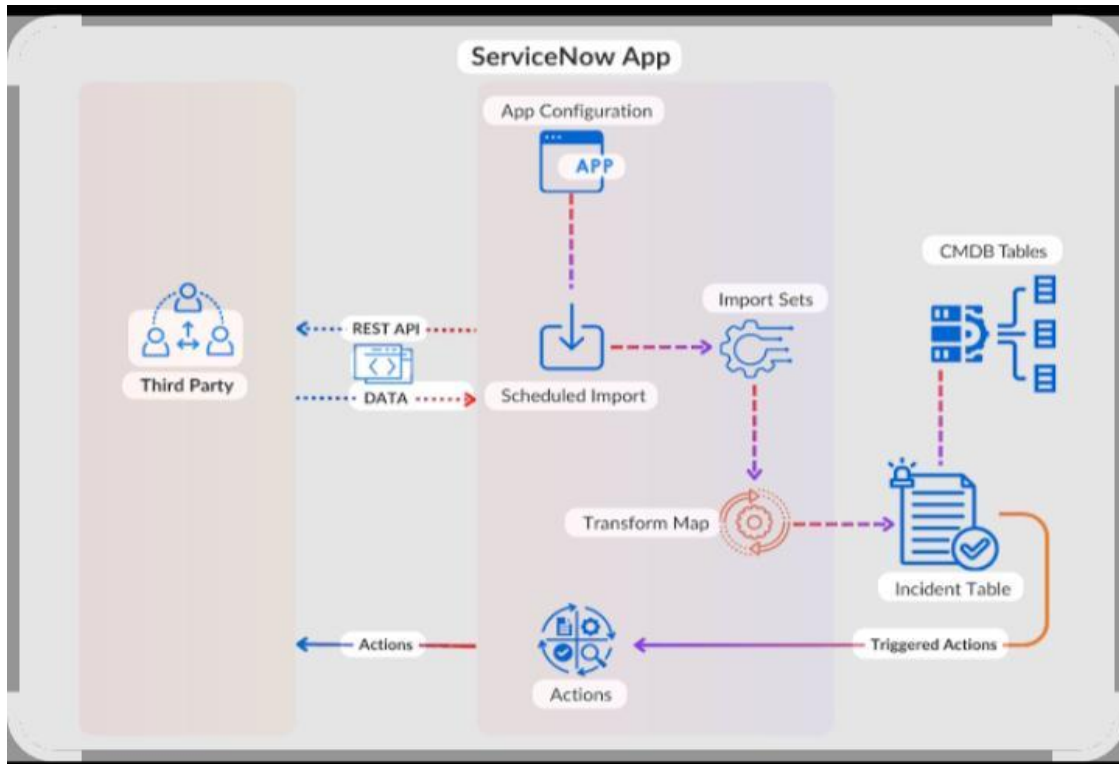 ServiceNow App
App Configuration
APP
CMDB Tables
Import Sets
REST API
Third Party
DATA
Scheduled Import
Transform Map
Incident Table
Actions
Triggered Actions
Actions